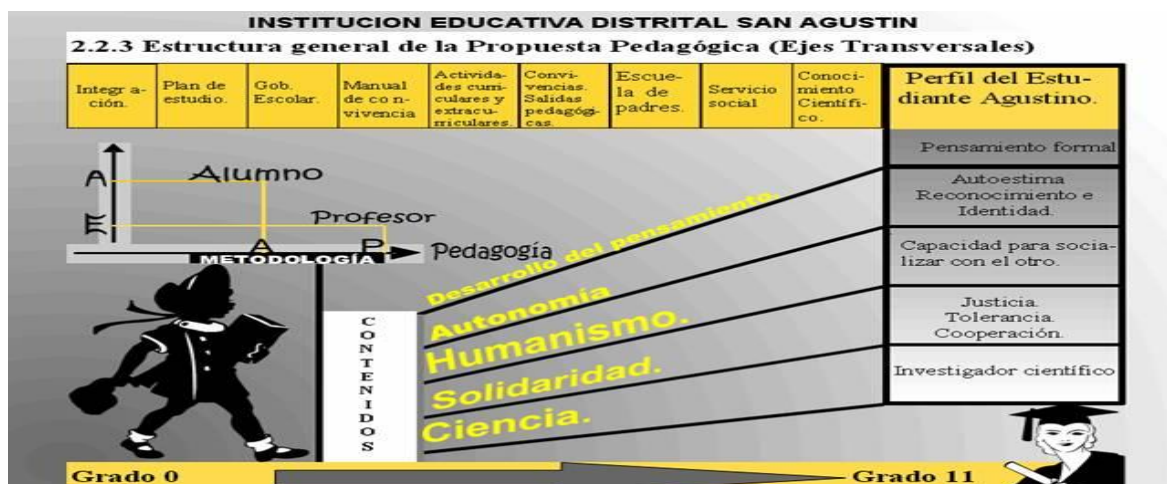 INSTITUCION EDUCATIVA DISTRITAL SAN AGUSTIN
2.2.3 Estructura general de la Propuesta Pedagógica (Ejes Transversales)
Integra-
ción.
Plan de
estudio.
Gob.
Escolar.
Manual
de con-
vivencia
Activida-
des curri-
culares y
extracu-
rriculares.
Convi-
vencias.
Salidas
pedagógi-
cas.
Escue-
la de
padres.
Servicio
social
Conoci-
miento
Científi-
co.
Perfil del Estu-
diante Agustino.
Pensamiento formal
Autoestima
Reconocimiento e
Identidad.
Capacidad para socia-
lizar con el otro.
Justicia.
Tolerancia.
Cooperación.
Investigador científico
A
Alumno
E
Profesor
A
P
Pedagogía
METODOLOGÍA
CONTENIDOS
Desarrollo del pensamiento.
Autonomía
Humanismo.
Solidaridad.
Ciencia.
Grado 0
Grado 11